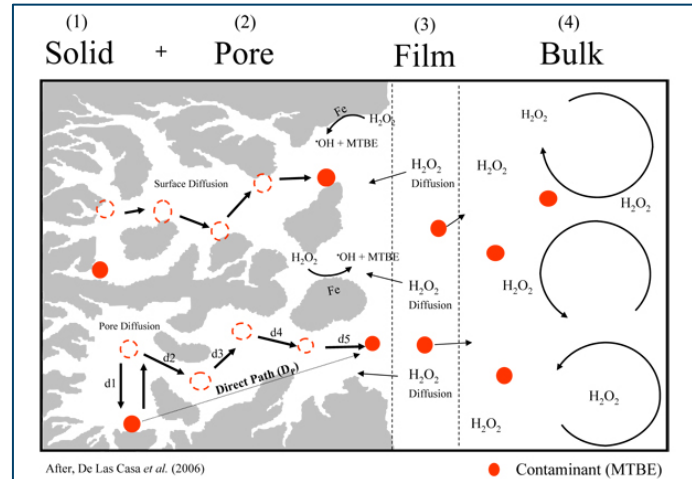 (1) (2) (3) (4)
Solid + Pore Film Bulk
Fe
H₂O₂
•OH + MTBE
Surface Diffusion
H₂O₂
Diffusion
H₂O₂
H₂O₂
H₂O₂
H₂O₂
•OH + MTBE
Fe
H₂O₂
Diffusion
H₂O₂
Pore Diffusion
d1
d2
d3
d4
d5
Direct Path (Dₚ)
H₂O₂
Diffusion
H₂O₂
H₂O₂
After, De Las Casa et al. (2006)
Contaminant (MTBE)